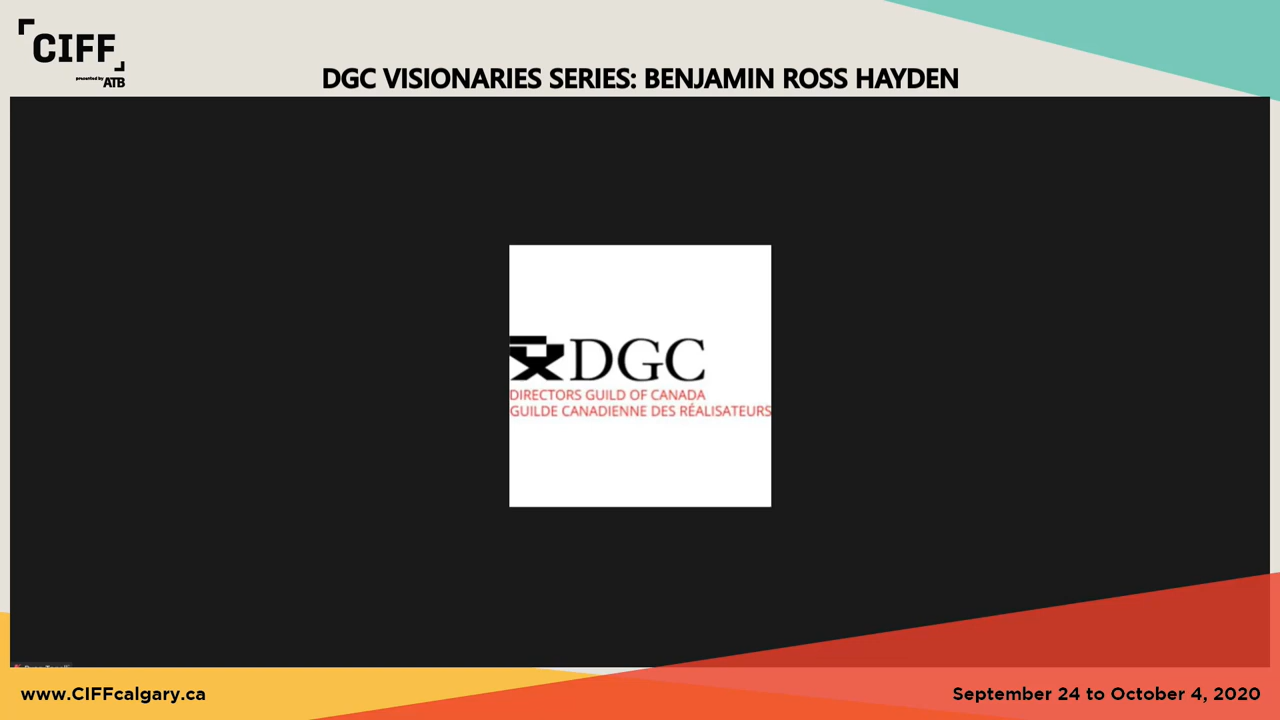 CIFF
presented by ATB
DGC VISIONARIES SERIES: BENJAMIN ROSS HAYDEN
DGC
DIRECTORS GUILD OF CANADA
GUILDE CANADIENNE DES RÉALISATEURS
www.CIFFcalgary.ca
September 24 to October 4, 2020